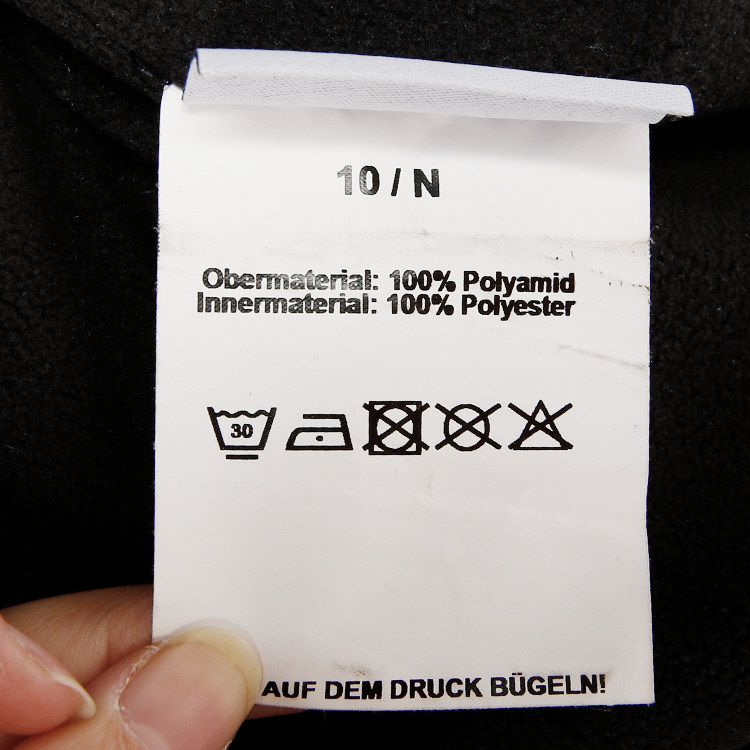 10 / N
Obermaterial: 100% Polyamid
Innermaterial: 100% Polyester
30
AUF DEM DRUCK BÜGELN!